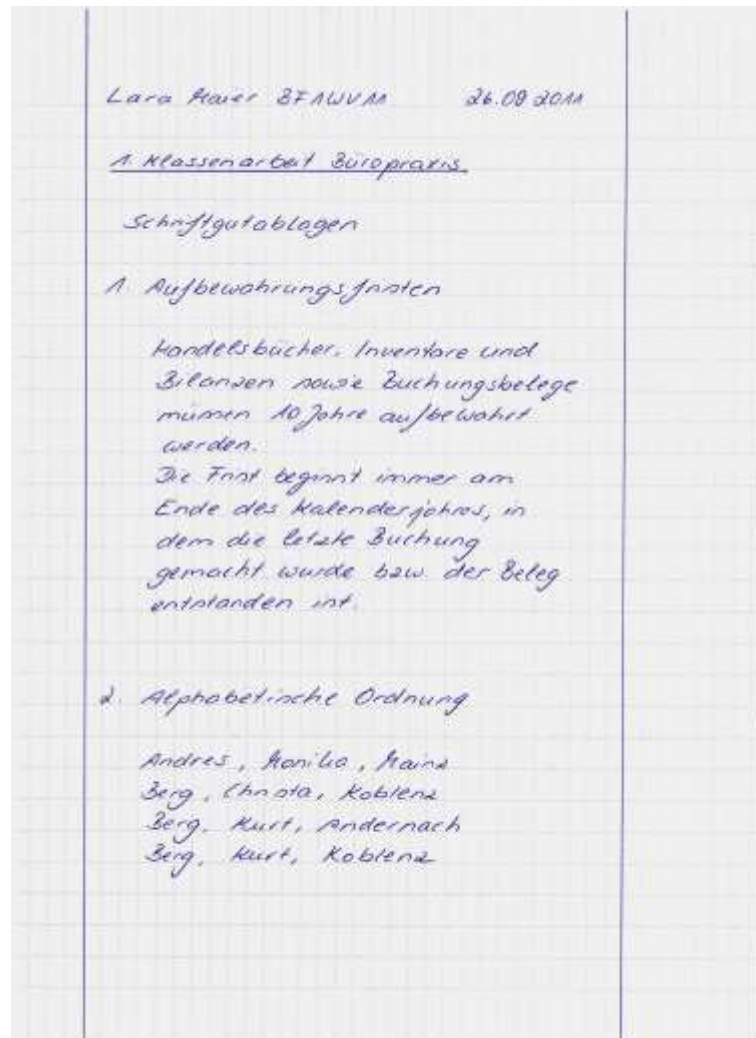 Lara Maier BF1WV11 26.09.2011
1. Klassenarbeit Büropraxis
Schriftgutablagen
1. Aufbewahrungsfristen
Handelsbücher, Inventare und
Bilanzen sowie Buchungsbelege
müssen 10 Jahre aufbewahrt
werden.
Die Frist beginnt immer am
Ende des Kalenderjahres, in
dem die letzte Buchung
gemacht wurde bzw. der Beleg
entstanden ist.
2. Alphabetische Ordnung
Andres, Monika, Mainz
Berg, Christa, Koblenz
Berg, Kurt, Andernach
Berg, Kurt, Koblenz